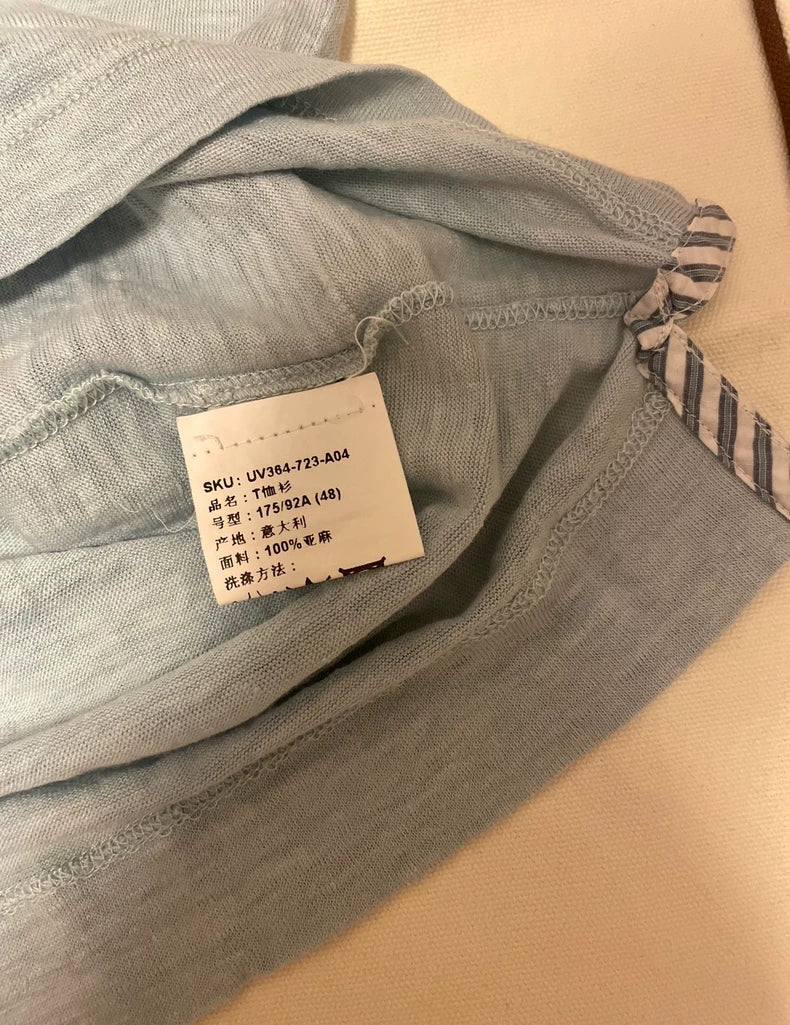 SKU: UV364-723-A04
品名：T恤衫
号型：175/92A (48)
产地：意大利
面料：100%亚麻
洗涤方法：